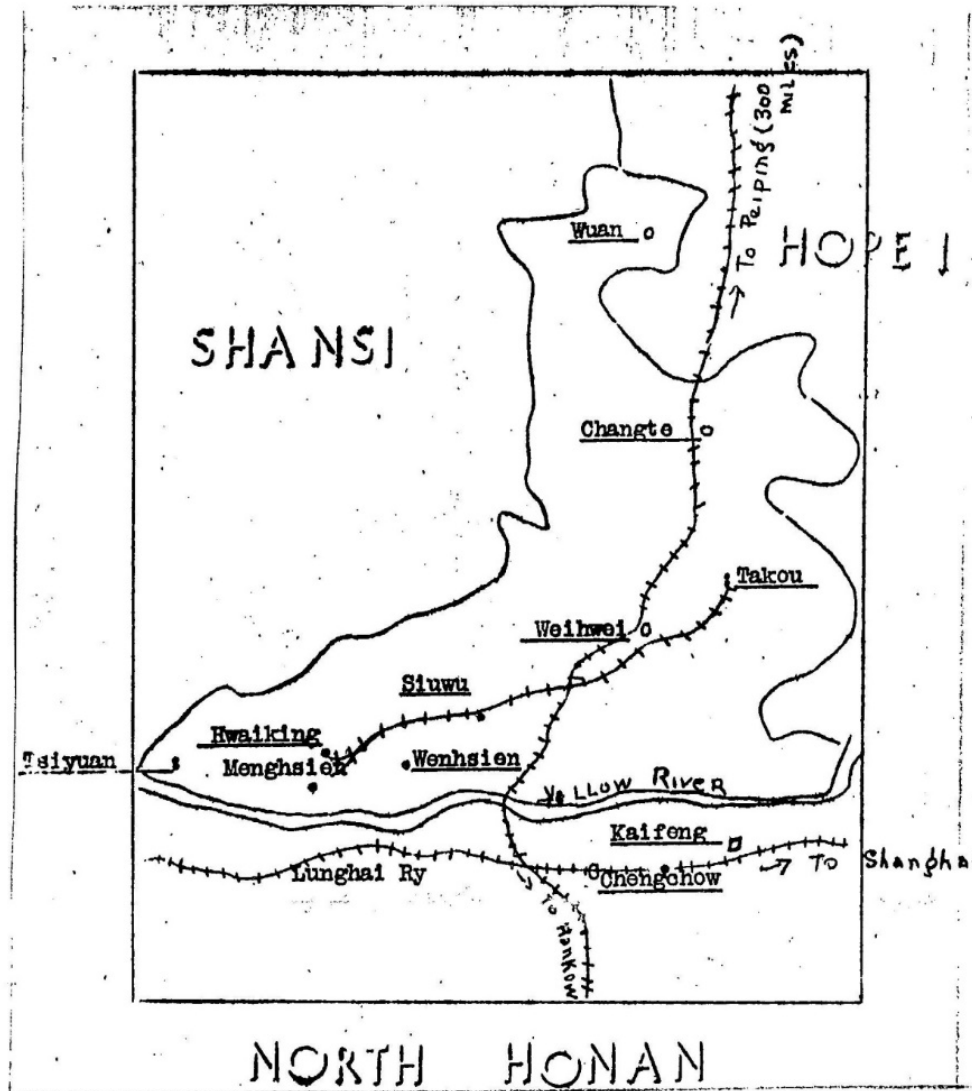 To Peiping (300 MILES)
Wuan
HOPEI
SHANSI
Changte
Takou
Weihwei
Siuwu
Hwaiking
Tsiyuan
Menghsien
Wenhsien
YELLOW RIVER
Kaifeng
Lunghai Ry
Chengchow
TO Shangha
To Hankow
NORTH HONAN